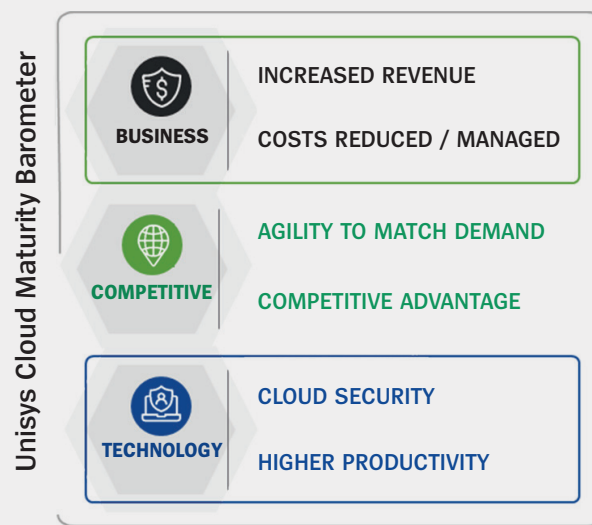 Unisys Cloud Maturity Barometer
BUSINESS
INCREASED REVENUE
COSTS REDUCED / MANAGED
COMPETITIVE
AGILITY TO MATCH DEMAND
COMPETITIVE ADVANTAGE
TECHNOLOGY
CLOUD SECURITY
HIGHER PRODUCTIVITY